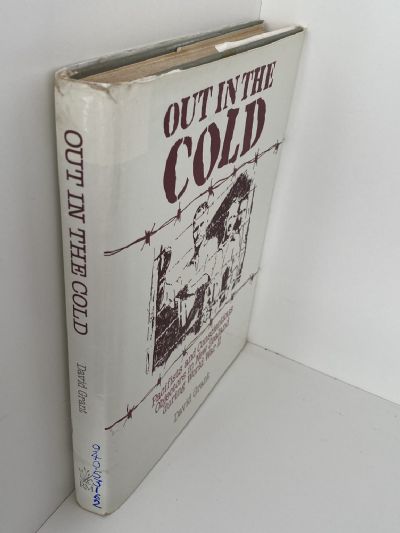 OUT IN THE
COLD
Pacifists and Conscientious
Objectors in New Zealand
during World War II
David Grant
OUT IN THE COLD
David Grant